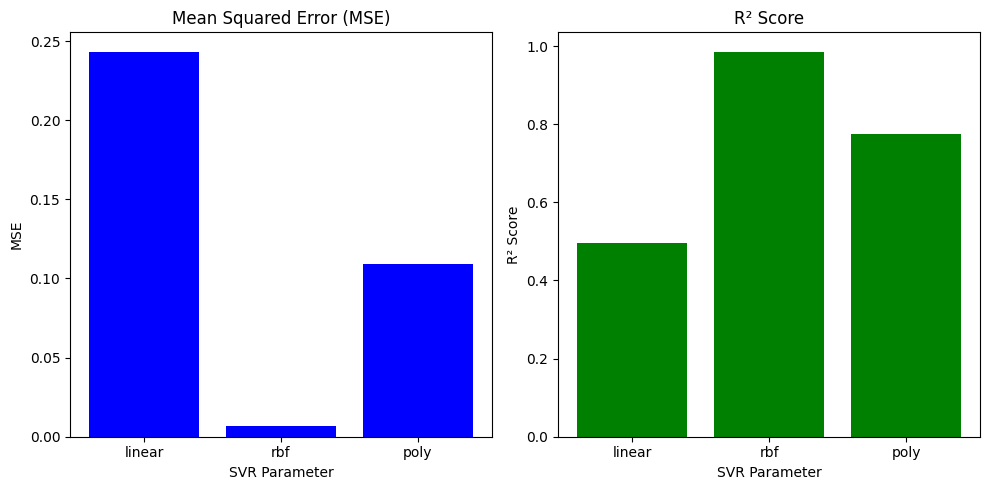 Mean Squared Error (MSE)
0.25
0.20
0.15
0.10
0.05
0.00
MSE
linear rbf poly
SVR Parameter
R² Score
1.0
0.8
0.6
0.4
0.2
0.0
R² Score
linear rbf poly
SVR Parameter